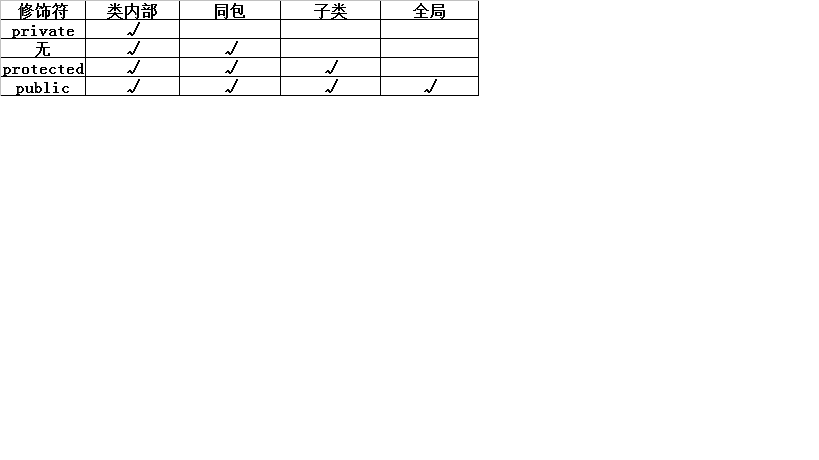 修饰符 类内部 同包 子类 全局
private √
无 √ √
protected √ √ √
public √ √ √ √